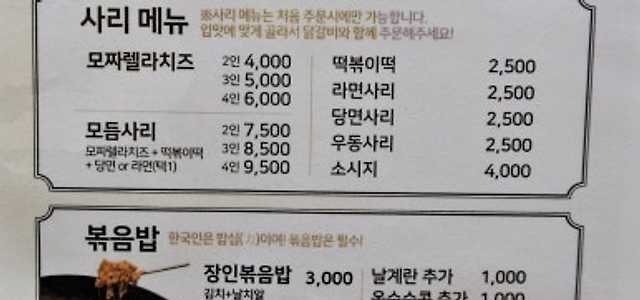 사리 메뉴 ※사리 메뉴는 처음 주문시에만 가능합니다.
입맛에 맞게 골라서 닭갈비와 함께 주문해주세요!
모짜렐라치즈 2인 4,000
3인 5,000
4인 6,000
모듬사리 2인 7,500
모짜렐라치즈 + 떡볶이떡 3인 8,500
+ 당면 or 라면(택1) 4인 9,500
떡볶이떡 2,500
라면사리 2,500
당면사리 2,500
우동사리 2,500
소시지 4,000
볶음밥 한국인은 밥심( )이에! 볶음밥은 필수!
장인볶음밥 3,000
김치+날치알
날계란 추가 1,000
옥수수콘 추가 1,000